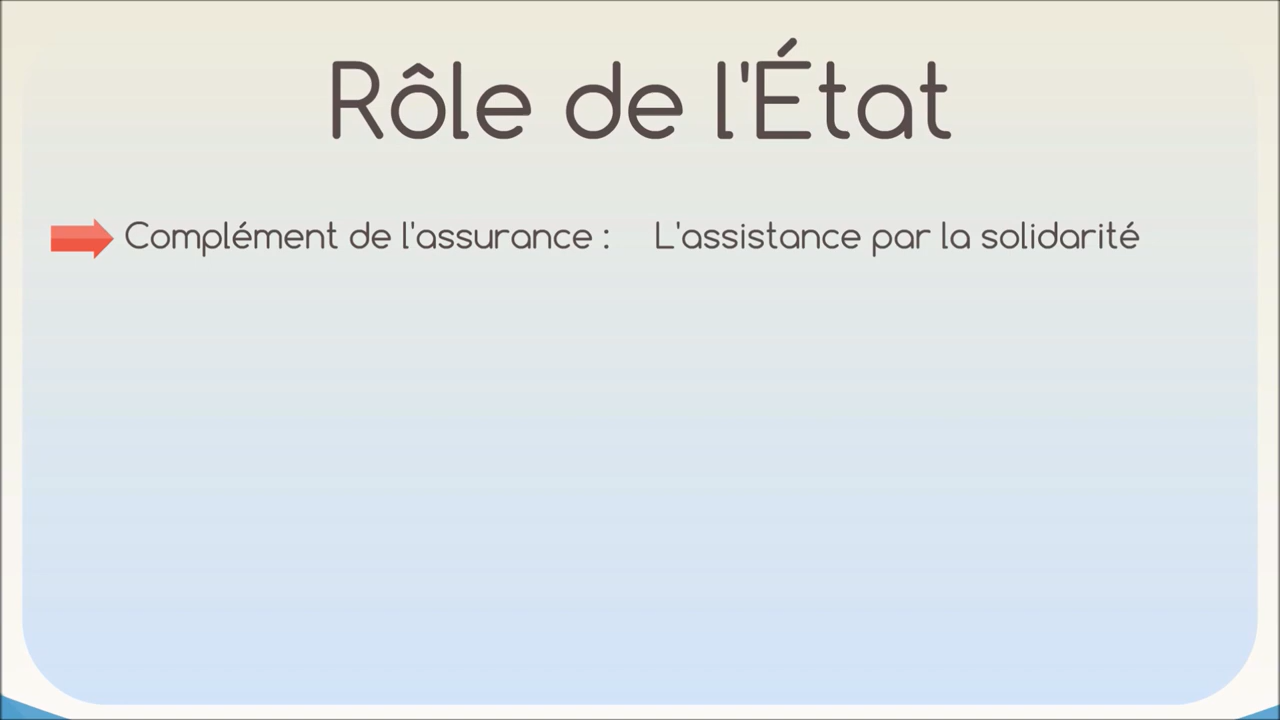 Rôle de l'État
Complément de l'assurance : L'assistance par la solidarité